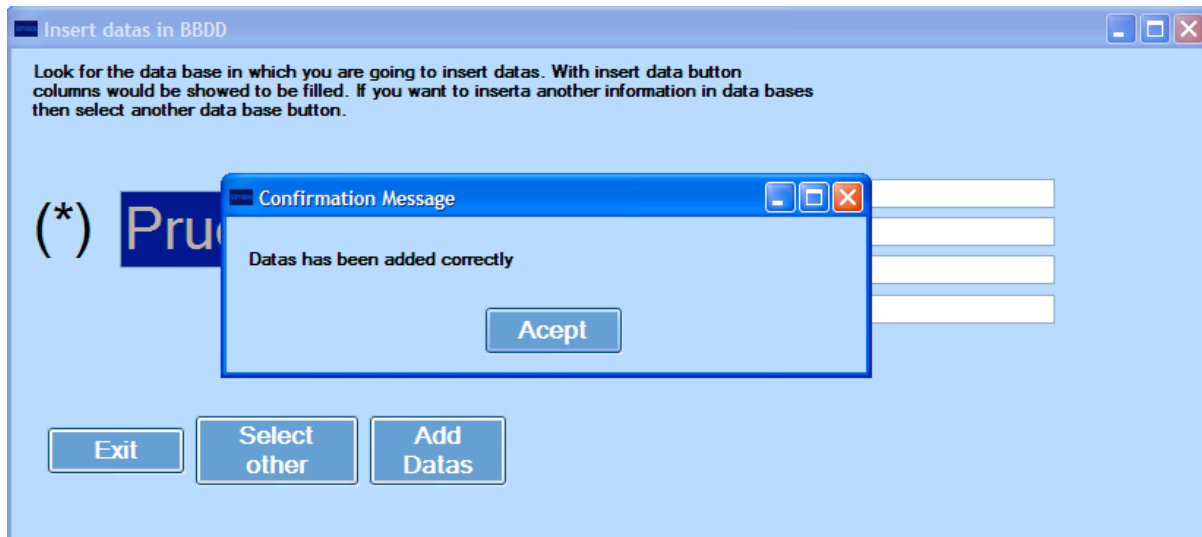 Insert datas in BBDD
Look for the data base in which you are going to insert datas. With insert data button
columns would be showed to be filled. If you want to inserta another information in data bases
then select another data base button.
Confirmation Message
(*)
Datas has been added correctly
Acept
Exit
Select
other
Add
Datas